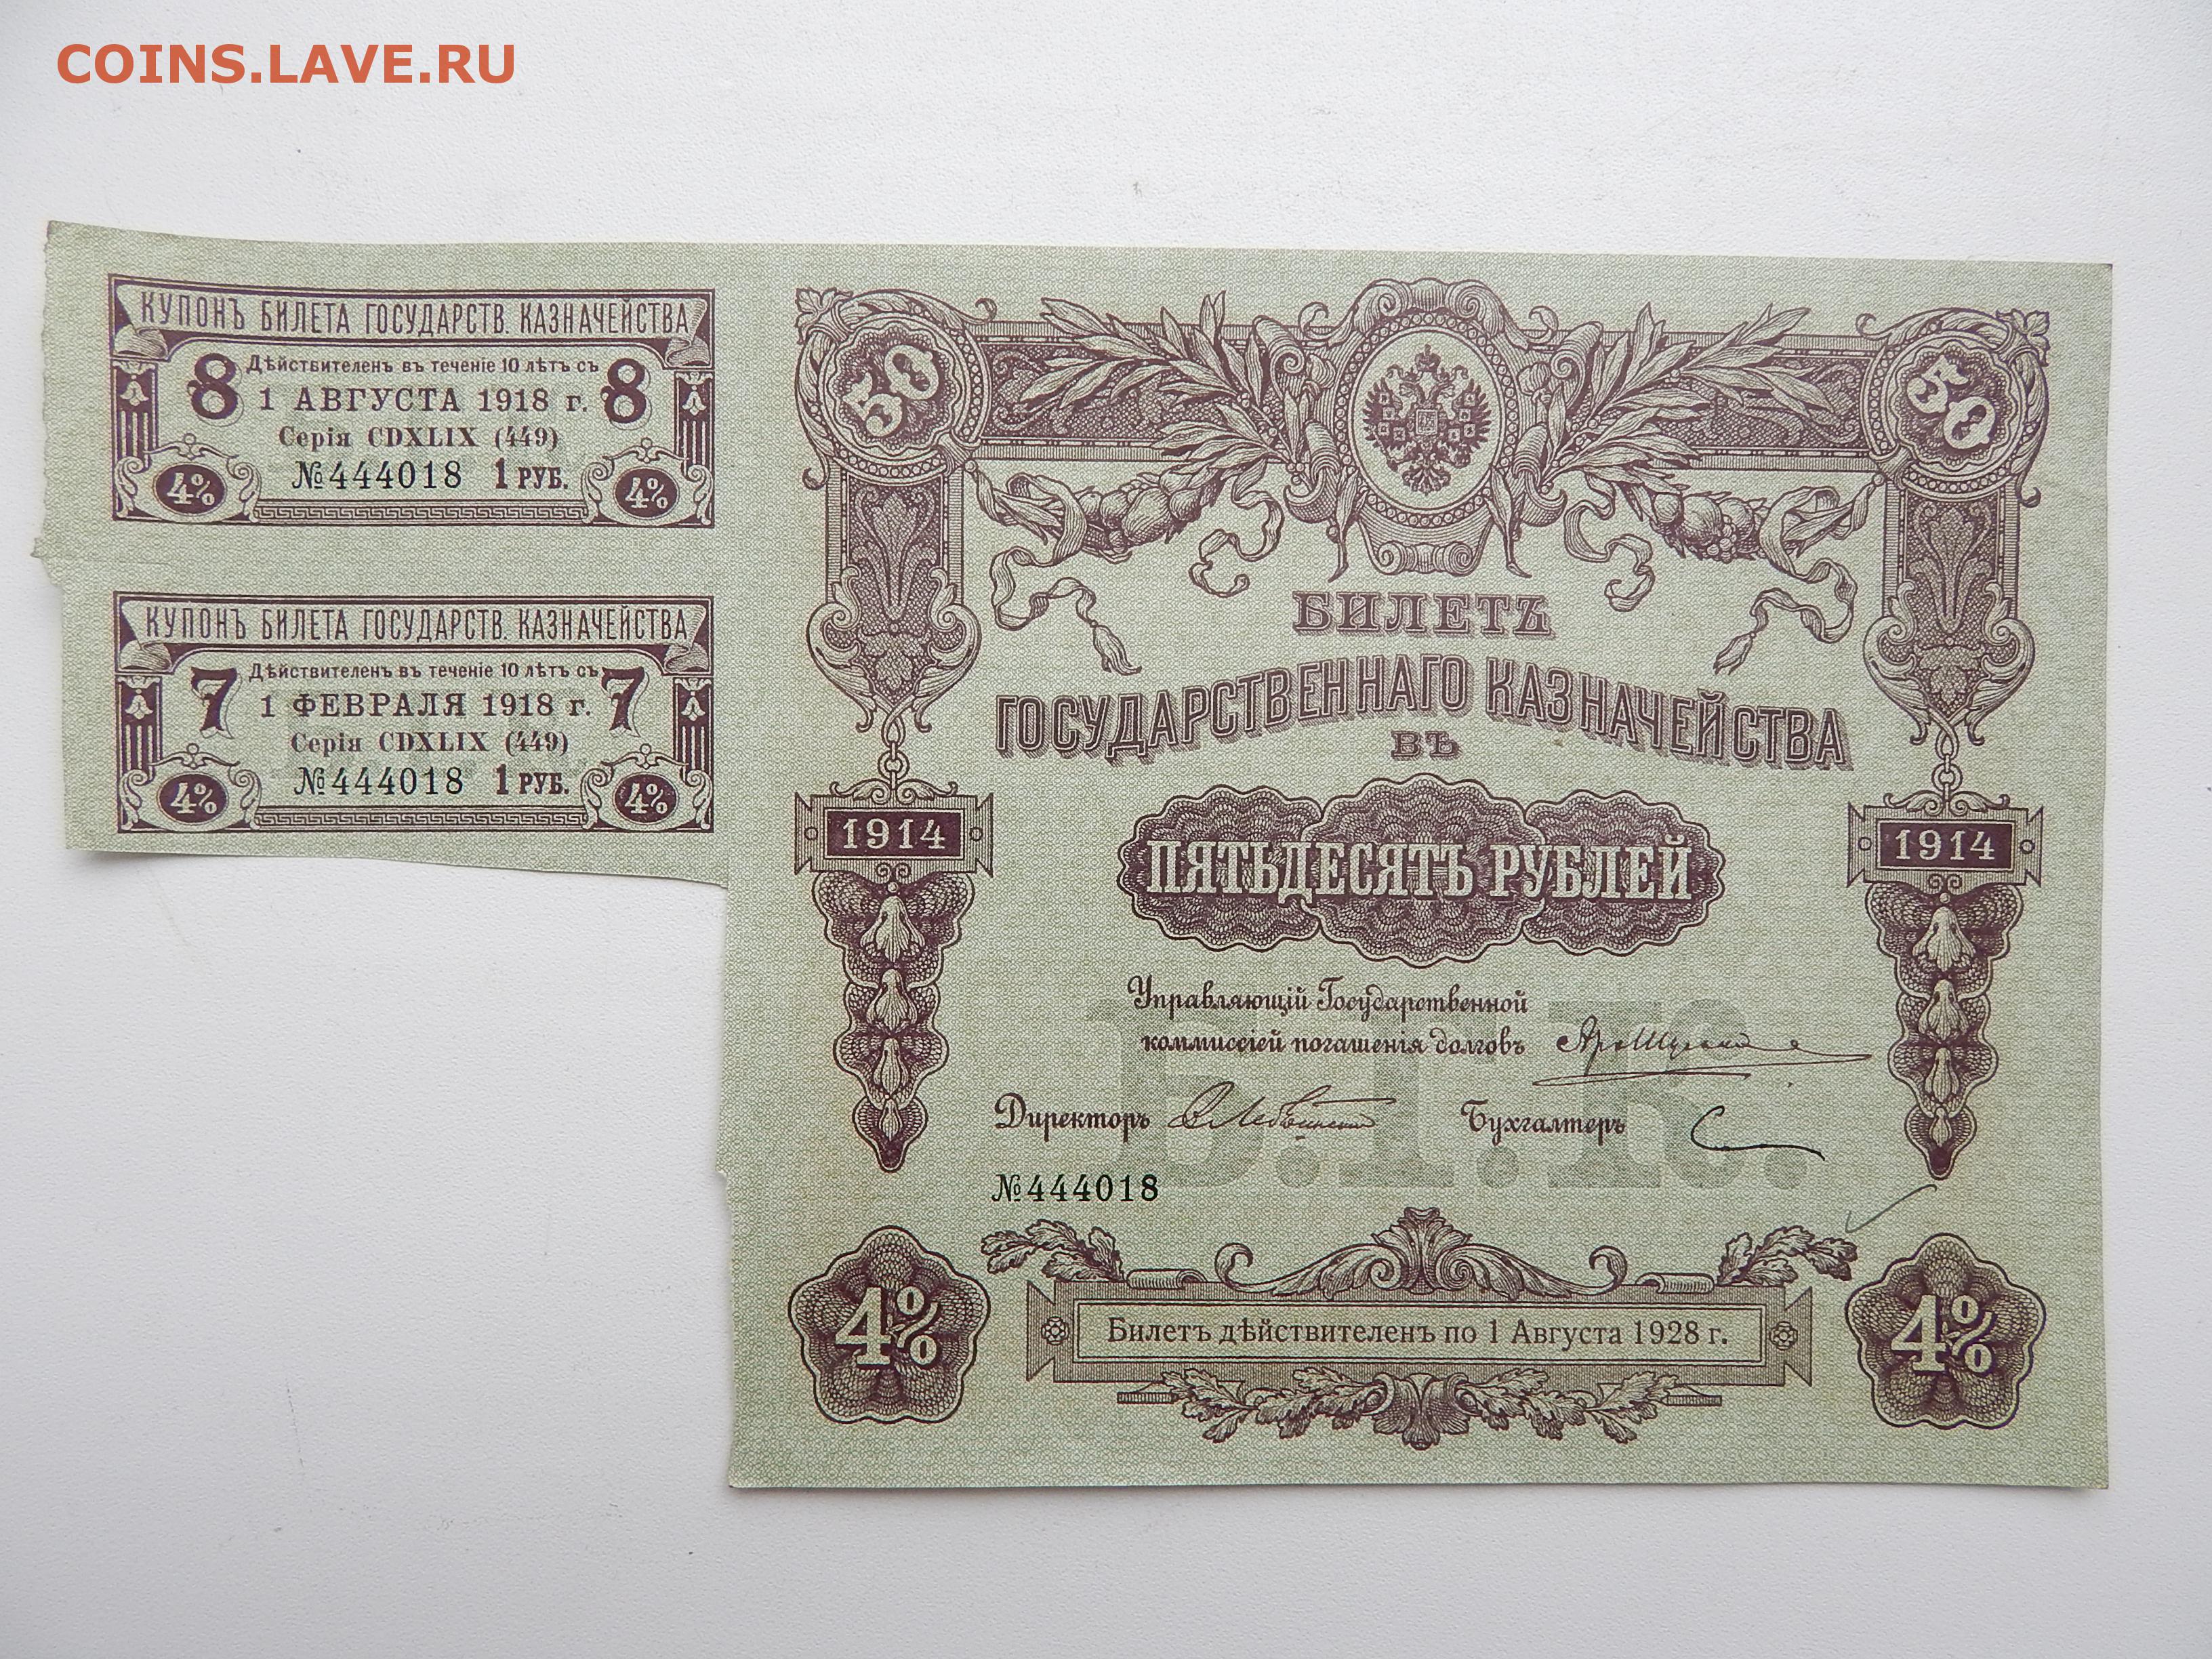 COINS.LAVE.RU
КУПОНЪ БИЛЕТА ГОСУДАРСТВ. КАЗНАЧЕЙСТВА
8 Дѣйствителенъ въ теченіе 10 лѣтъ съ 8
1 АВГУСТА 1918 г.
Серія CDXLIX (449)
№444018 1 РУБ.
4% 4%
КУПОНЪ БИЛЕТА ГОСУДАРСТВ. КАЗНАЧЕЙСТВА
7 Дѣйствителенъ въ теченіе 10 лѣтъ съ 7
1 ФЕВРАЛЯ 1918 г.
Серія CDXLIX (449)
№444018 1 РУБ.
4% 4%
50 50
БИЛЕТЪ
ГОСУДАРСТВЕННАГО КАЗНАЧЕЙСТВА
ВЪ
1914 1914
ПЯТЬДЕСЯТЪ РУБЛЕЙ
Управляющій Государственной
коммиссіей погашенія долговъ
Директоръ Бухгалтеръ
№444018
4% 4%
Билетъ дѣйствителенъ по 1 Августа 1928 г.